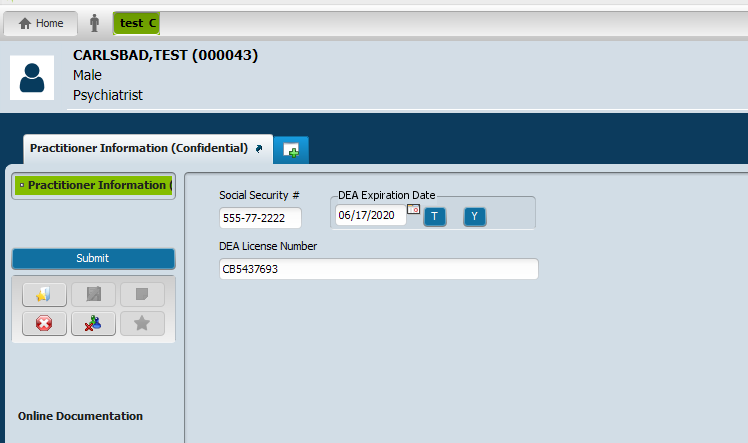 Home
test C
CARLSBAD,TEST (000043)
Male
Psychiatrist
Practitioner Information (Confidential)
Practitioner Information (
Social Security #
DEA Expiration Date
555-77-2222
06/17/2020
T
Y
DEA License Number
CB5437693
Submit
Online Documentation